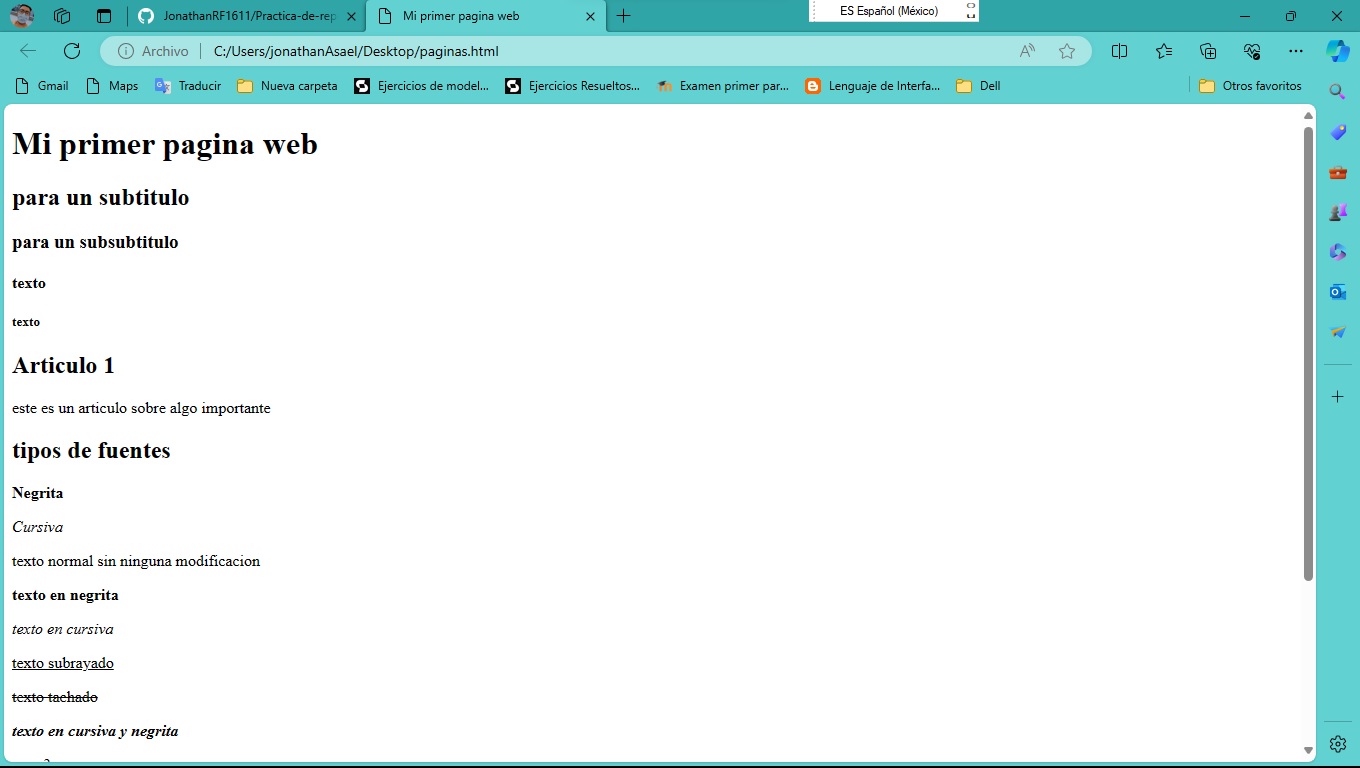 JonathanRF1611/Practica-de-rep
Mi primer pagina web
ES Español (México)
Archivo
C:/Users/jonathanAsael/Desktop/paginas.html
Gmail
Maps
Traducir
Nueva carpeta
Ejercicios de model...
Ejercicios Resueltos...
Examen primer par...
Lenguaje de Interfa...
Dell
Otros favoritos
Mi primer pagina web
para un subtitulo
para un subsubtitulo
texto
texto
Articulo 1
este es un articulo sobre algo importante
tipos de fuentes
Negrita
Cursiva
texto normal sin ninguna modificacion
texto en negrita
texto en cursiva
texto subrayado
texto tachado
texto en cursiva y negrita